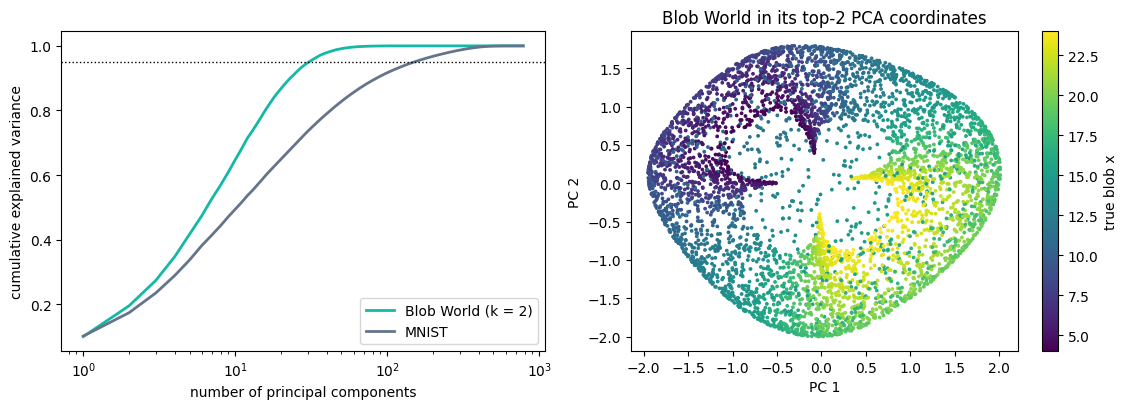 cumulative explained variance
1.0
0.8
0.6
0.4
0.2
10⁰
10¹
10²
10³
number of principal components
Blob World (k = 2)
MNIST
Blob World in its top-2 PCA coordinates
PC 2
1.5
1.0
0.5
0.0
−0.5
−1.0
−1.5
−2.0
−2.0 −1.5 −1.0 −0.5 0.0 0.5 1.0 1.5 2.0
PC 1
22.5
20.0
17.5
15.0
12.5
10.0
7.5
5.0
true blob x